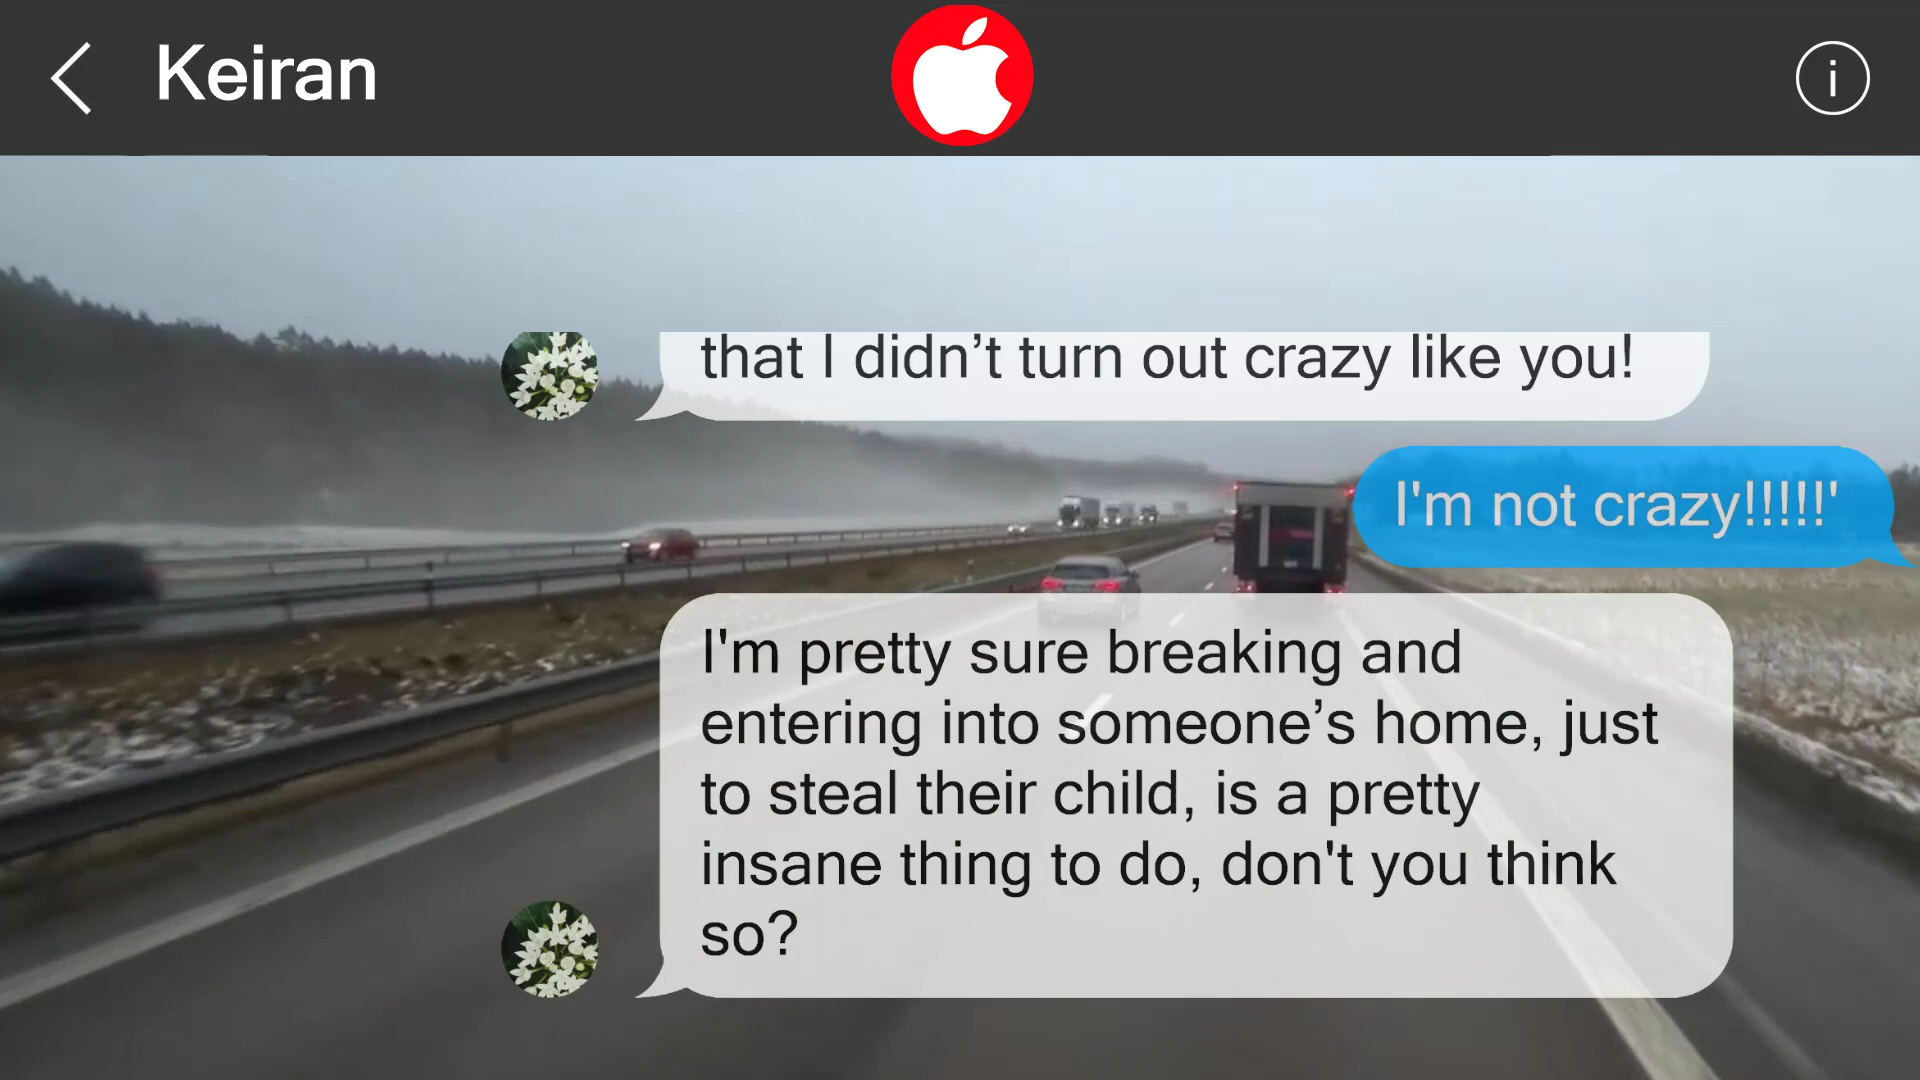 Keiran
i
that I didn’t turn out crazy like you!
I'm not crazy!!!!!'
I'm pretty sure breaking and
entering into someone’s home, just
to steal their child, is a pretty
insane thing to do, don't you think
so?